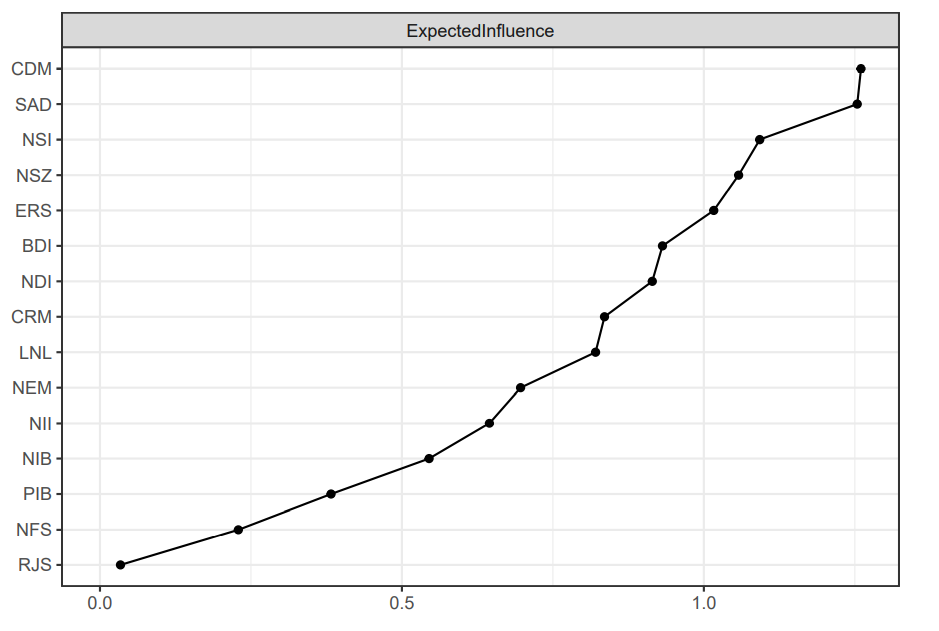 ExpectedInfluence
CDM
SAD
NSI
NSZ
ERS
BDI
NDI
CRM
LNL
NEM
NII
NIB
PIB
NFS
RJS
0.0 0.5 1.0